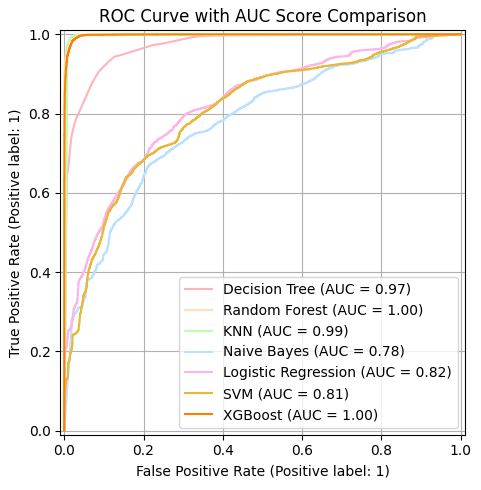 ROC Curve with AUC Score Comparison
True Positive Rate (Positive label: 1)
1.0
0.8
0.6
0.4
0.2
0.0
Decision Tree (AUC = 0.97)
Random Forest (AUC = 1.00)
KNN (AUC = 0.99)
Naive Bayes (AUC = 0.78)
Logistic Regression (AUC = 0.82)
SVM (AUC = 0.81)
XGBoost (AUC = 1.00)
0.0 0.2 0.4 0.6 0.8 1.0
False Positive Rate (Positive label: 1)